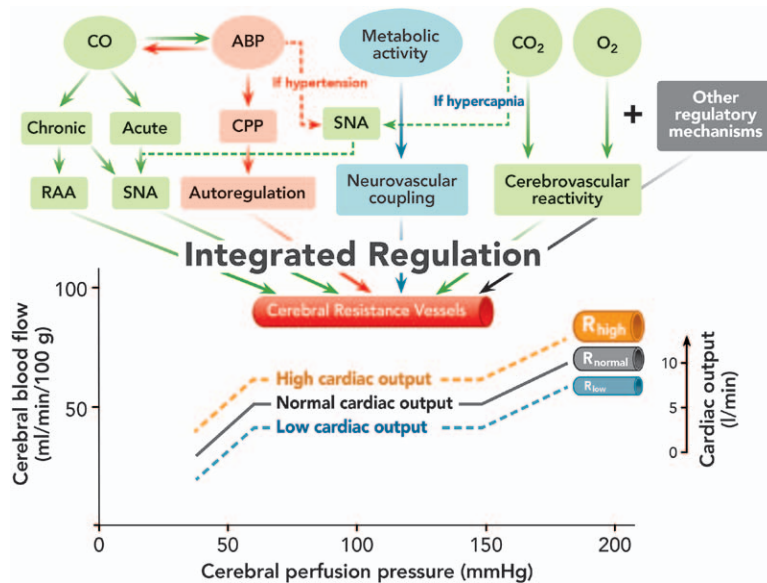 CO
ABP
Metabolic
activity
CO2
O2
If hypertension
If hypercapnia
Chronic
Acute
CPP
SNA
+
Other
regulatory
mechanisms
RAA
SNA
Autoregulation
Neurovascular
coupling
Cerebrovascular
reactivity
Integrated Regulation
Cerebral Resistance Vessels
Cerebral blood flow
(ml/min/100 g)
100
50
High cardiac output
Normal cardiac output
Low cardiac output
Rhigh
Rnormal
Rlow
10
5
0
Cardiac output
(l/min)
0
50
100
150
200
Cerebral perfusion pressure (mmHg)